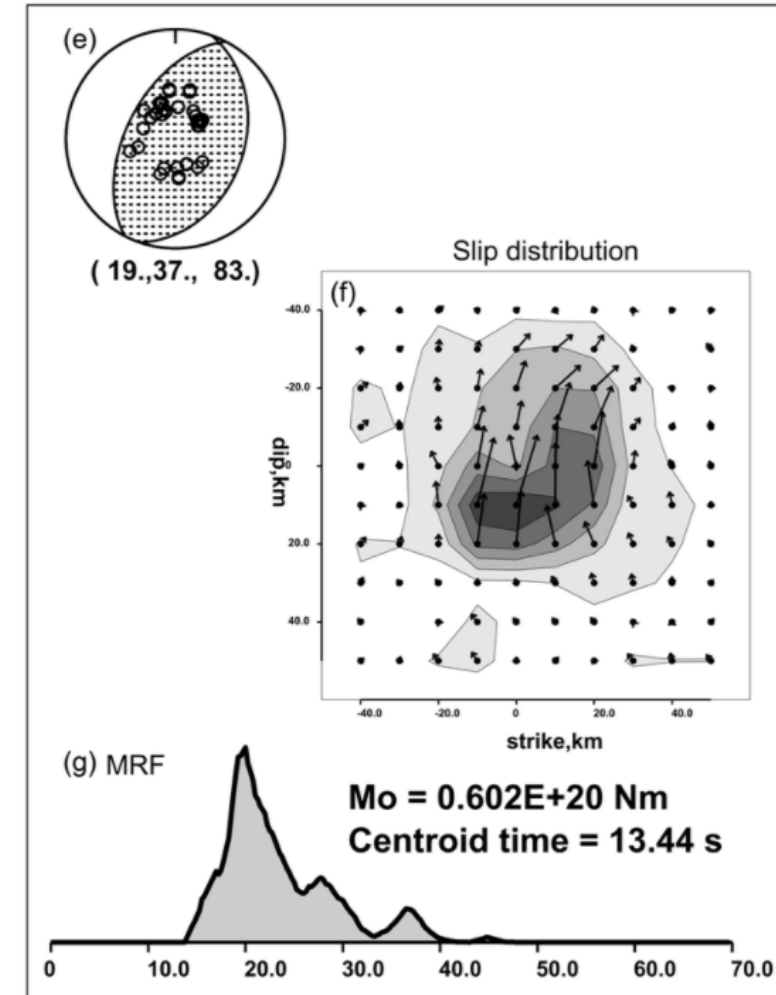 (e)
( 19.,37., 83.)
Slip distribution
(f)
-40.0
-20.0
0
20.0
40.0
dip,km
-40.0 -20.0 0 20.0 40.0
strike,km
(g) MRF
Mo = 0.602E+20 Nm
Centroid time = 13.44 s
0.0 10.0 20.0 30.0 40.0 50.0 60.0 70.0